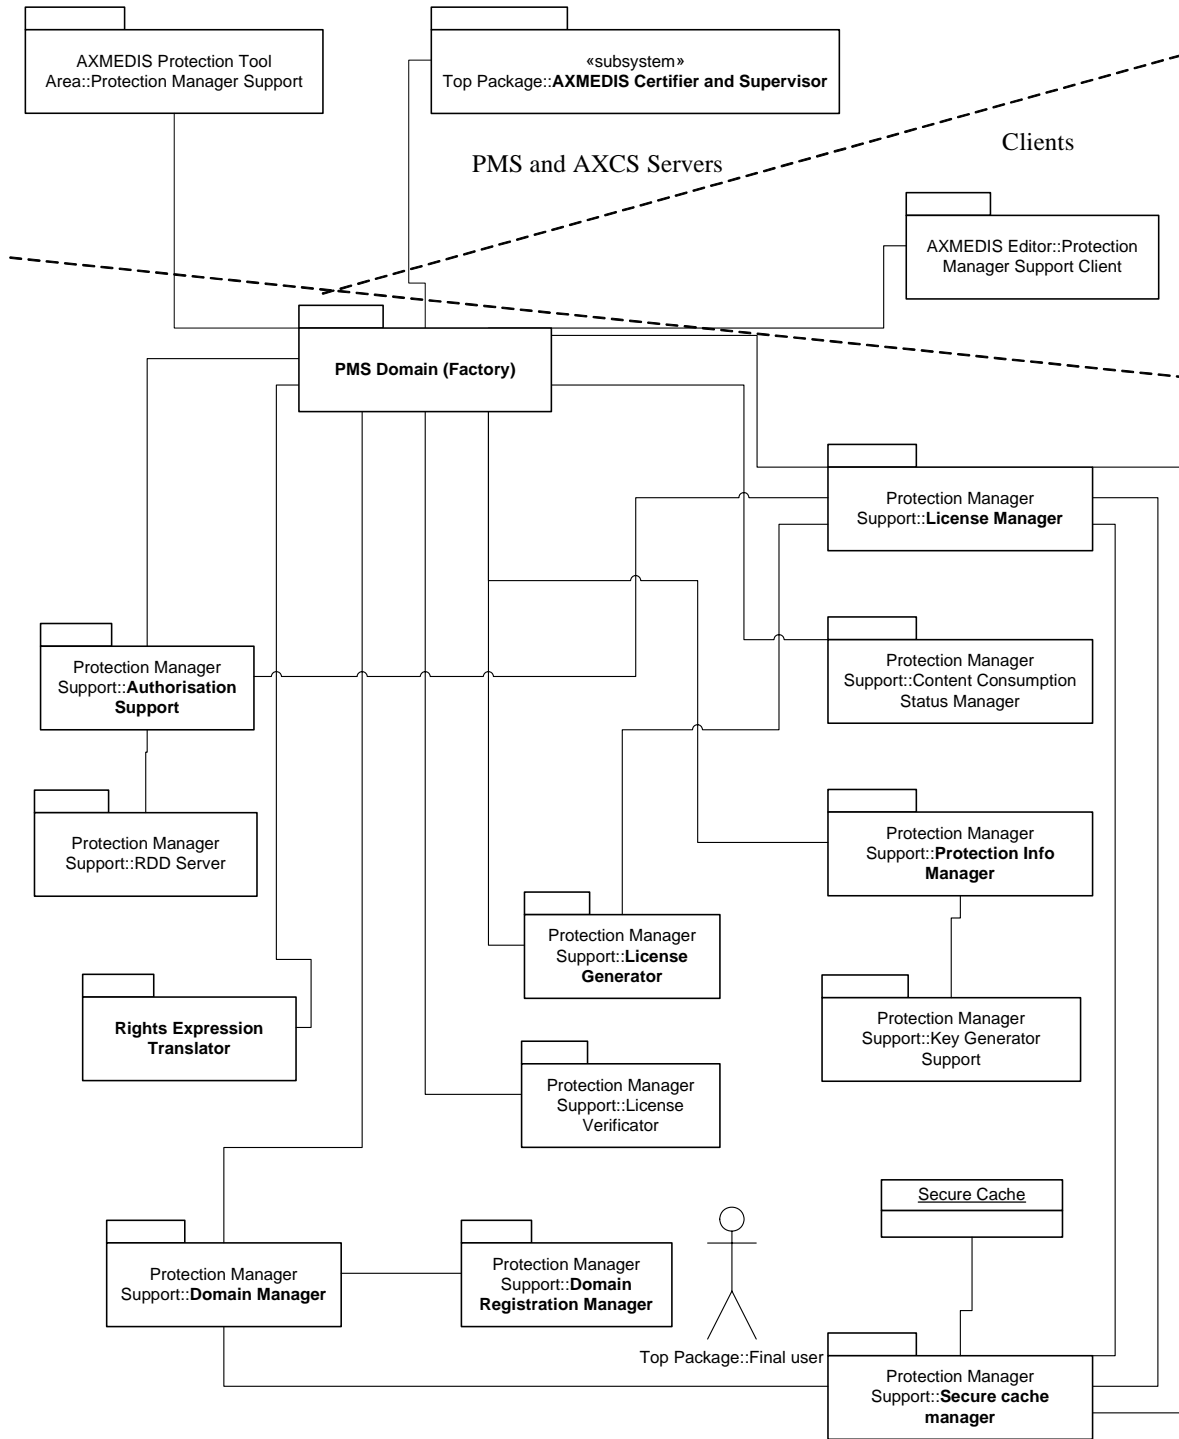 AXMEDIS Protection Tool
Area::Protection Manager Support
«subsystem»
Top Package::AXMEDIS Certifier and Supervisor
PMS and AXCS Servers
Clients
AXMEDIS Editor::Protection
Manager Support Client
PMS Domain (Factory)
Protection Manager
Support::License Manager
Protection Manager
Support::Authorisation
Support
Protection Manager
Support::Content Consumption
Status Manager
Protection Manager
Support::RDD Server
Protection Manager
Support::Protection Info
Manager
Protection Manager
Support::License
Generator
Rights Expression
Translator
Protection Manager
Support::Key Generator
Support
Protection Manager
Support::License
Verificator
Secure Cache
Protection Manager
Support::Domain Manager
Protection Manager
Support::Domain
Registration Manager
Top Package::Final user
Protection Manager
Support::Secure cache
manager